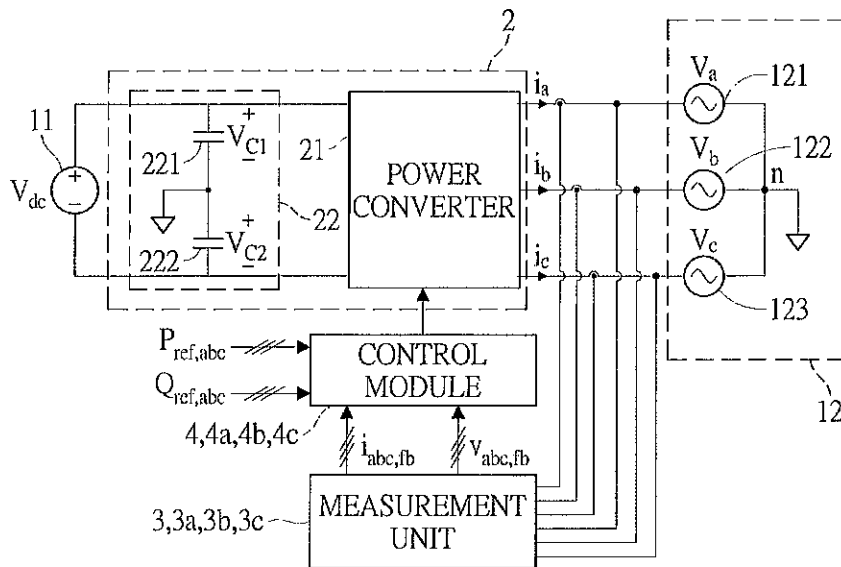 2
11
V_dc
+
−
221
+
V_C1
−
222
+
V_C2
−
22
21
POWER
CONVERTER
i_a
i_b
i_c
V_a
121
V_b
122
n
V_c
123
12
P_ref,abc
Q_ref,abc
CONTROL
MODULE
4,4a,4b,4c
i_abc,fb
v_abc,fb
3,3a,3b,3c
MEASUREMENT
UNIT